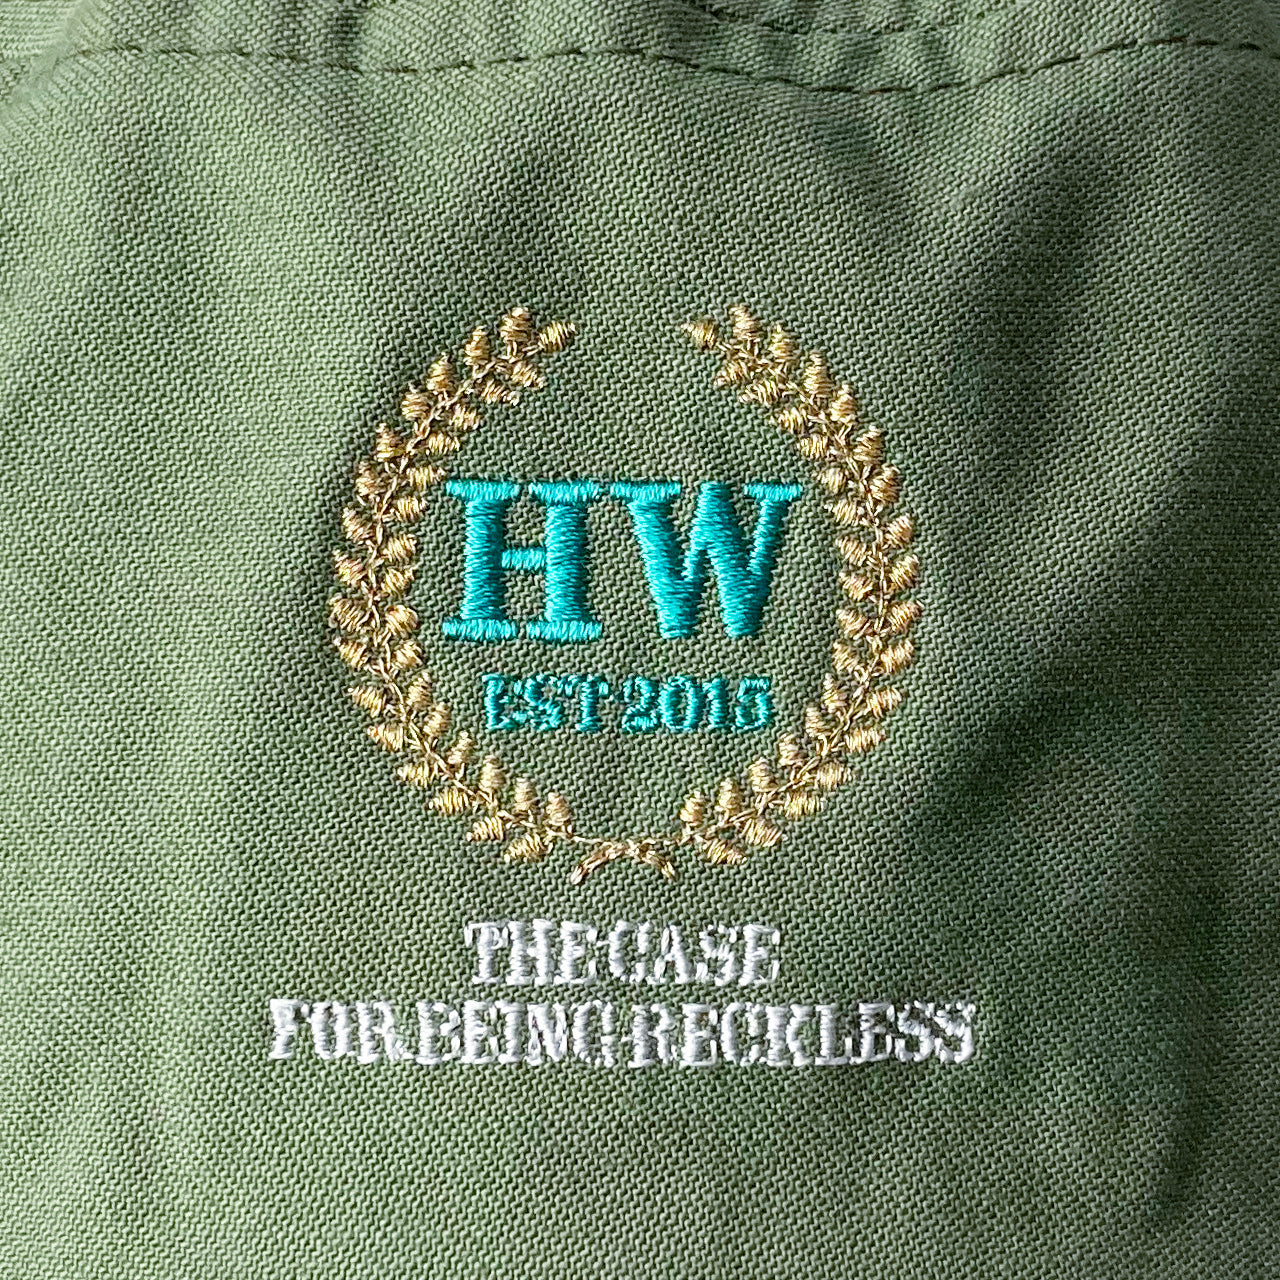 HW
EST 2015
THE CASE
FOR BEING RECKLESS